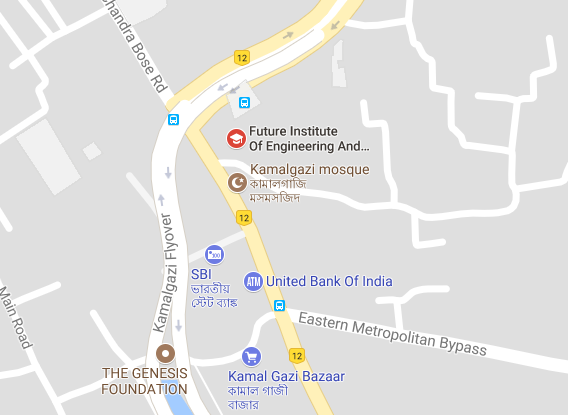 Chandra Bose Rd
12
Future Institute
Of Engineering And...
Kamalgazi mosque
কামালগাজি
মসমসজিদ
12
Kamalgazi Flyover
SBI
ভারতীয়
স্টেট ব্যাঙ্ক
ATM
United Bank Of India
Main Road
Eastern Metropolitan Bypass
12
THE GENESIS
FOUNDATION
Kamal Gazi Bazaar
কামাল গাজী
বাজার